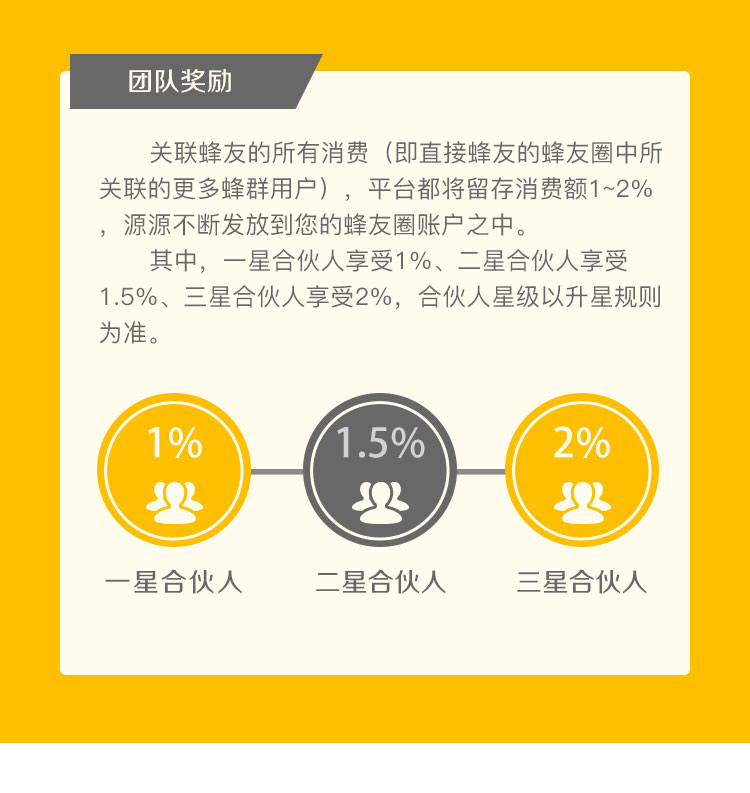 团队奖励
关联蜂友的所有消费（即直接蜂友的蜂友圈中所
关联的更多蜂群用户），平台都将留存消费额1~2%
，源源不断发放到您的蜂友圈账户之中。
其中，一星合伙人享受1%、二星合伙人享受
1.5%、三星合伙人享受2%，合伙人星级以升星规则
为准。
1%
1.5%
2%
一星合伙人
二星合伙人
三星合伙人